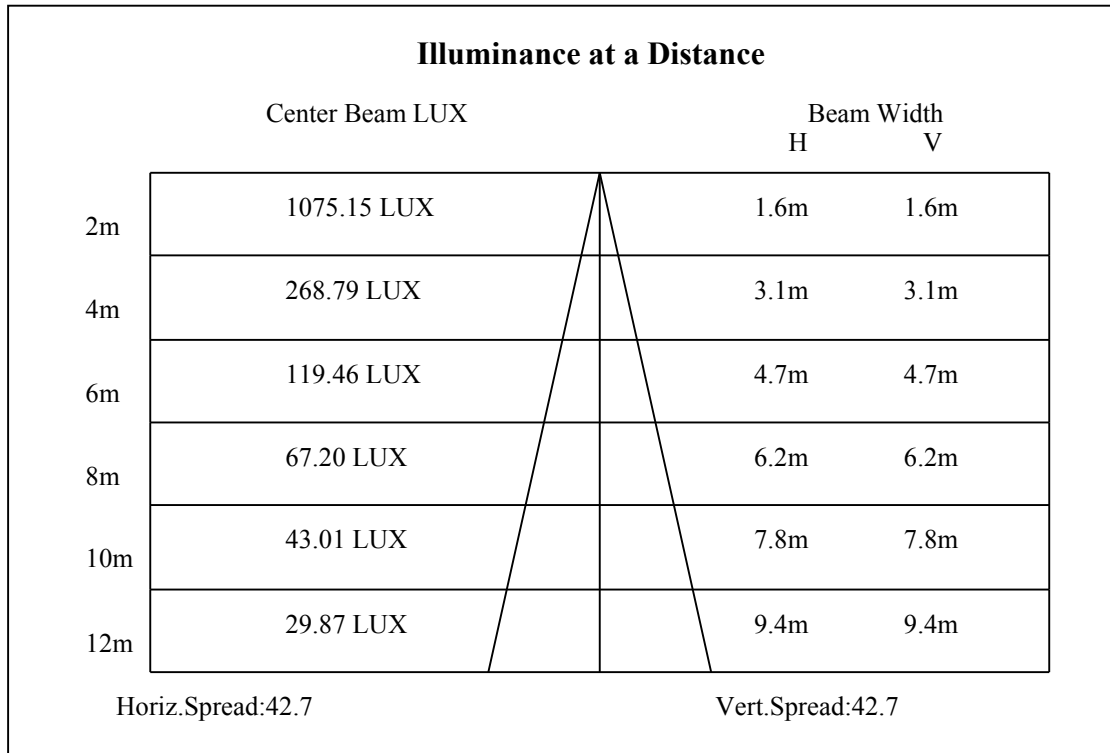 Illuminance at a Distance
Center Beam LUX Beam Width
H V
2m 1075.15 LUX 1.6m 1.6m
4m 268.79 LUX 3.1m 3.1m
6m 119.46 LUX 4.7m 4.7m
8m 67.20 LUX 6.2m 6.2m
10m 43.01 LUX 7.8m 7.8m
12m 29.87 LUX 9.4m 9.4m
Horiz.Spread:42.7 Vert.Spread:42.7